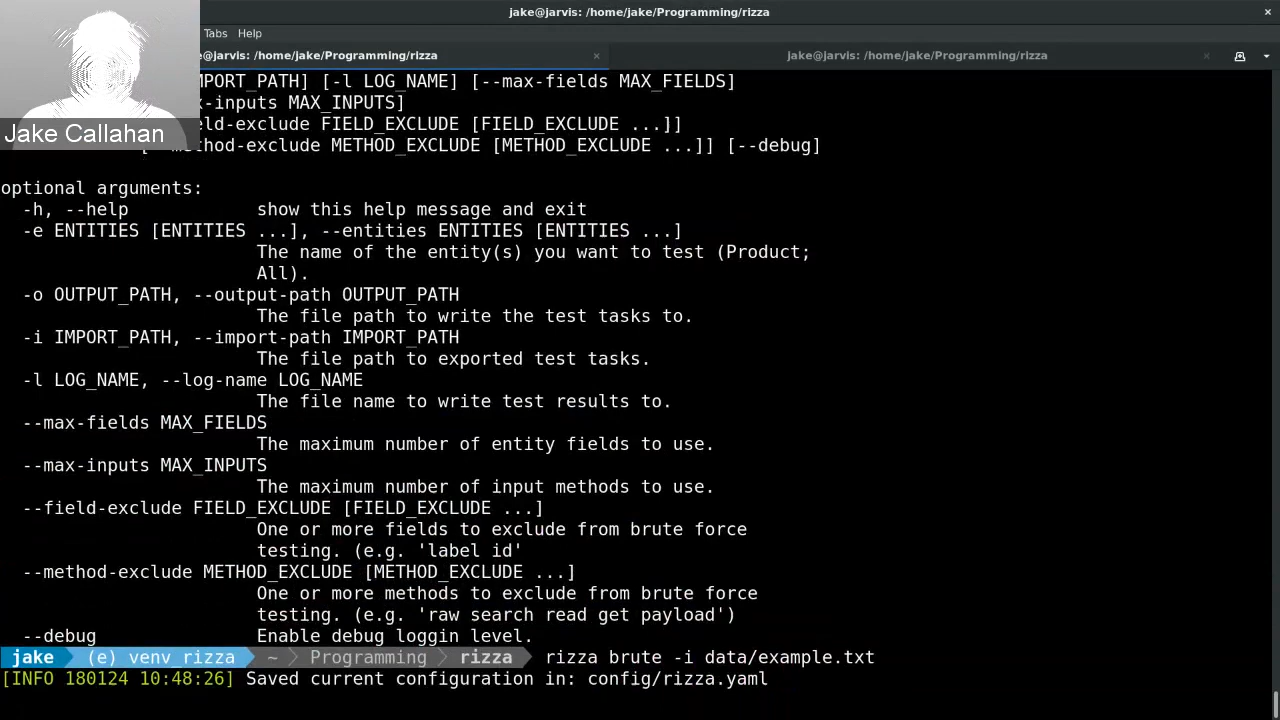 jake@jarvis: /home/jake/Programming/rizza
Tabs Help
e@jarvis: /home/jake/Programming/rizza
jake@jarvis: /home/jake/Programming/rizza
MPORT_PATH] [-l LOG_NAME] [--max-fields MAX_FIELDS]
-inputs MAX_INPUTS]
Jake Callahan
eld-exclude FIELD_EXCLUDE [FIELD_EXCLUDE ...]]
[--method-exclude METHOD_EXCLUDE [METHOD_EXCLUDE ...]] [--debug]
optional arguments:
-h, --help show this help message and exit
-e ENTITIES [ENTITIES ...], --entities ENTITIES [ENTITIES ...]
The name of the entity(s) you want to test (Product;
All).
-o OUTPUT_PATH, --output-path OUTPUT_PATH
The file path to write the test tasks to.
-i IMPORT_PATH, --import-path IMPORT_PATH
The file path to exported test tasks.
-l LOG_NAME, --log-name LOG_NAME
The file name to write test results to.
--max-fields MAX_FIELDS
The maximum number of entity fields to use.
--max-inputs MAX_INPUTS
The maximum number of input methods to use.
--field-exclude FIELD_EXCLUDE [FIELD_EXCLUDE ...]
One or more fields to exclude from brute force
testing. (e.g. 'label id'
--method-exclude METHOD_EXCLUDE [METHOD_EXCLUDE ...]
One or more methods to exclude from brute force
testing. (e.g. 'raw search read get payload')
--debug Enable debug loggin level.
jake (e) venv_rizza ~ Programming rizza rizza brute -i data/example.txt
[INFO 180124 10:48:26] Saved current configuration in: config/rizza.yaml